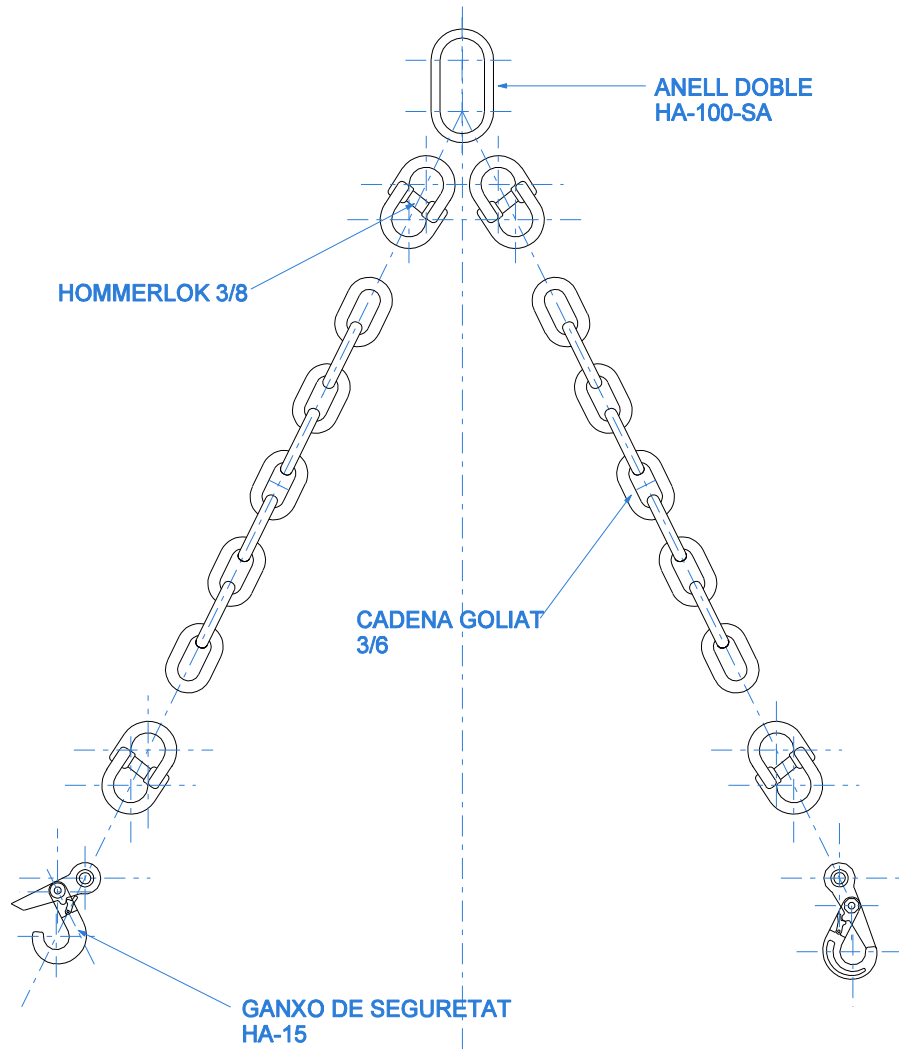 ANELL DOBLE
HA-100-SA
HOMMERLOK 3/8
CADENA GOLIAT
3/6
GANXO DE SEGURETAT
HA-15